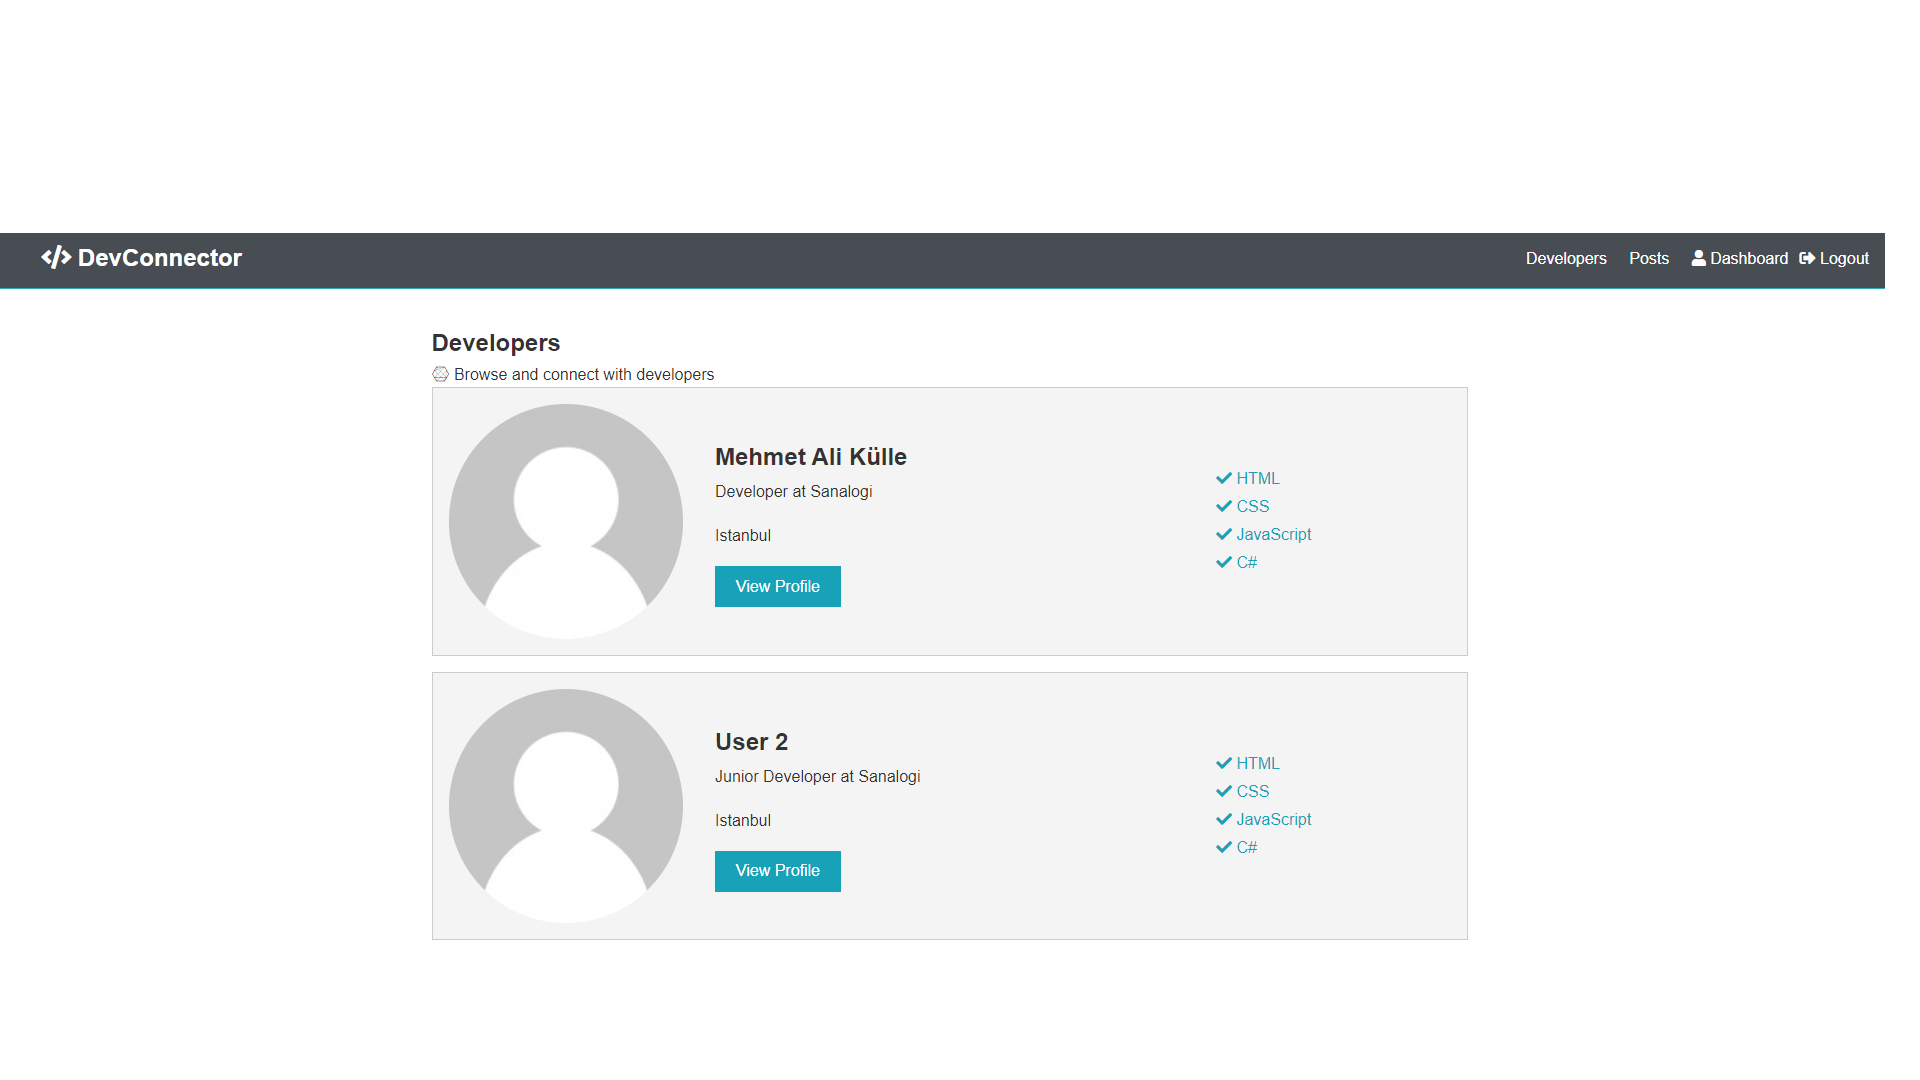 DevConnector
Developers Posts Dashboard Logout
Developers
Browse and connect with developers
Mehmet Ali Külle
Developer at Sanalogi
Istanbul
View Profile
HTML
CSS
JavaScript
C#
User 2
Junior Developer at Sanalogi
Istanbul
View Profile
HTML
CSS
JavaScript
C#